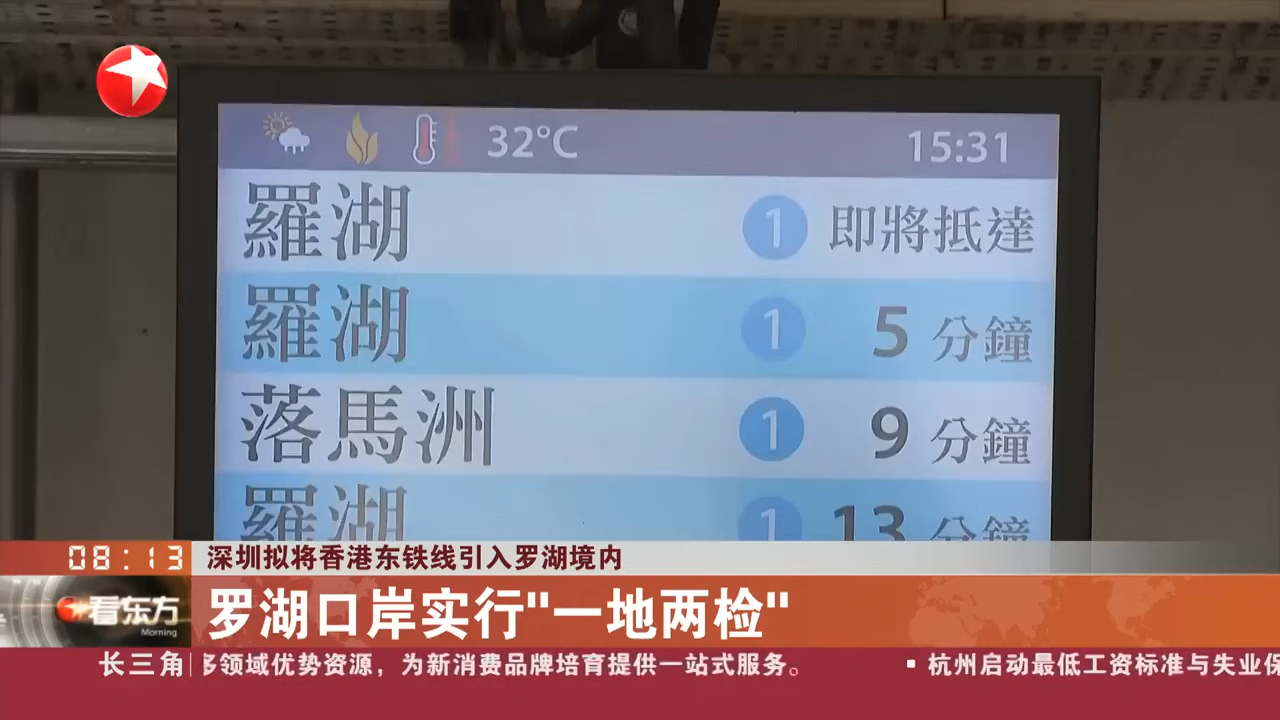 32°C 15:31
羅湖 1 即將抵達
羅湖 1 5 分鐘
落馬洲 1 9 分鐘
羅湖 1 13 分鐘
08:13 深圳拟将香港东铁线引入罗湖境内
看东方 Morning
罗湖口岸实行"一地两检"
长三角 多领域优势资源，为新消费品牌培育提供一站式服务。 ▪ 杭州启动最低工资标准与失业保